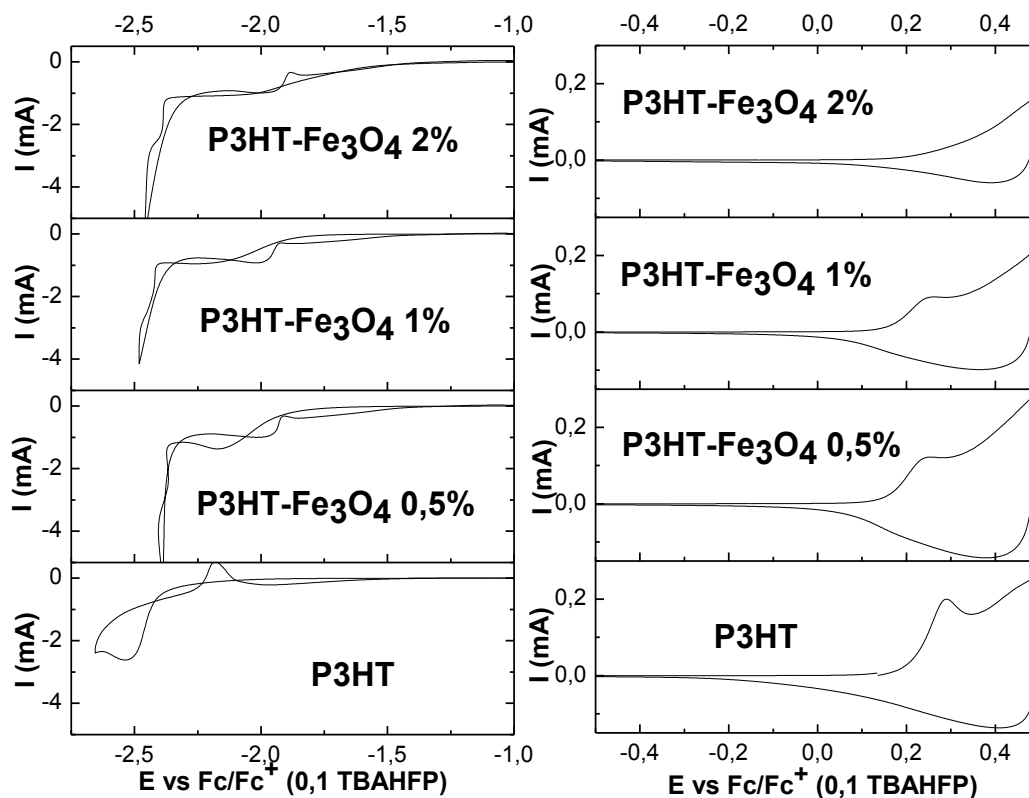 -2,5 -2,0 -1,5 -1,0
0
-2
-4
I (mA)
P3HT-Fe3O4 2%
0
-2
-4
I (mA)
P3HT-Fe3O4 1%
0
-2
-4
I (mA)
P3HT-Fe3O4 0,5%
0
-2
-4
I (mA)
P3HT
-2,5 -2,0 -1,5 -1,0
E vs Fc/Fc+ (0,1 TBAHFP)
-0,4 -0,2 0,0 0,2 0,4
0,2
0,0
I (mA)
P3HT-Fe3O4 2%
0,2
0,0
I (mA)
P3HT-Fe3O4 1%
0,2
0,0
I (mA)
P3HT-Fe3O4 0,5%
0,2
0,0
I (mA)
P3HT
-0,4 -0,2 0,0 0,2 0,4
E vs Fc/Fc+ (0,1 TBAHFP)